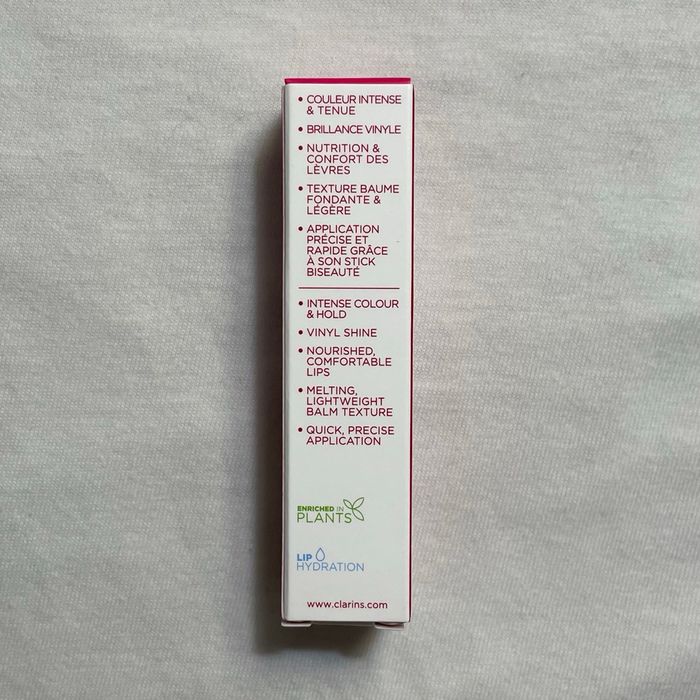 • COULEUR INTENSE
& TENUE
• BRILLANCE VINYLE
• NUTRITION &
CONFORT DES
LÈVRES
• TEXTURE BAUME
FONDANTE &
LÉGÈRE
• APPLICATION
PRÉCISE ET
RAPIDE GRÂCE
À SON STICK
BISEAUTÉ
• INTENSE COLOUR
& HOLD
• VINYL SHINE
• NOURISHED,
COMFORTABLE
LIPS
• MELTING,
LIGHTWEIGHT
BALM TEXTURE
• QUICK, PRECISE
APPLICATION
ENRICHED IN
PLANTS
LIP
HYDRATION
www.clarins.com